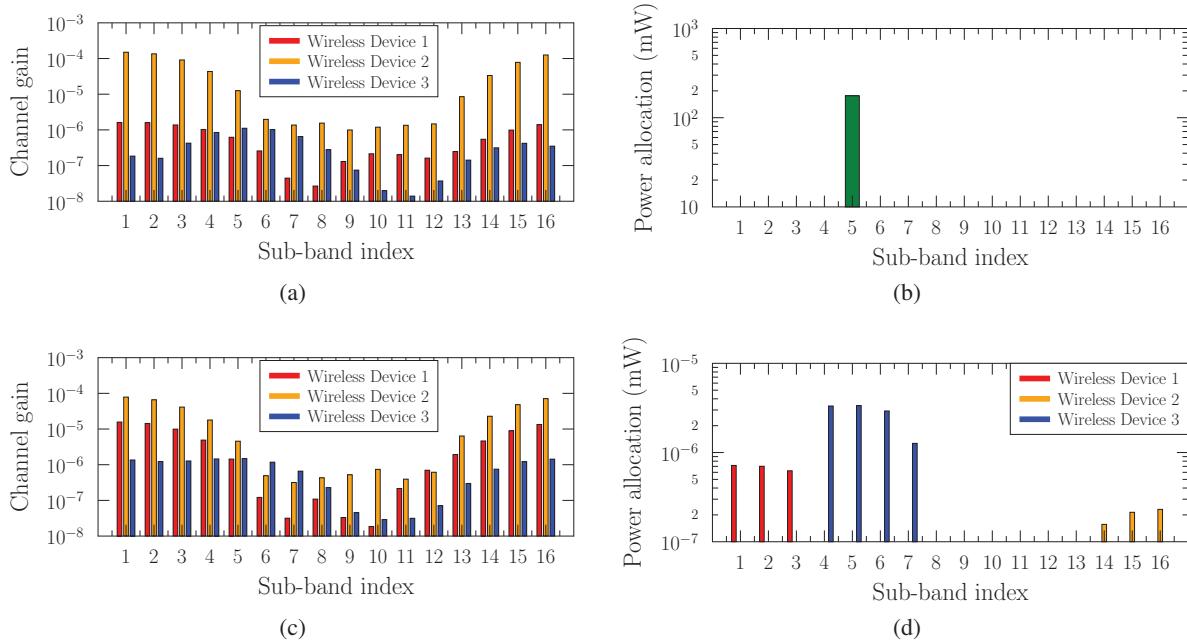 10⁻³
10⁻⁴
10⁻⁵
10⁻⁶
10⁻⁷
10⁻⁸
Channel gain
Wireless Device 1
Wireless Device 2
Wireless Device 3
1 2 3 4 5 6 7 8 9 10 11 12 13 14 15 16
Sub-band index
(a)
10³
5
2
10²
5
2
10
Power allocation (mW)
1 2 3 4 5 6 7 8 9 10 11 12 13 14 15 16
Sub-band index
(b)
10⁻³
10⁻⁴
10⁻⁵
10⁻⁶
10⁻⁷
10⁻⁸
Channel gain
Wireless Device 1
Wireless Device 2
Wireless Device 3
1 2 3 4 5 6 7 8 9 10 11 12 13 14 15 16
Sub-band index
(c)
10⁻⁵
5
2
10⁻⁶
5
2
10⁻⁷
Power allocation (mW)
Wireless Device 1
Wireless Device 2
Wireless Device 3
1 2 3 4 5 6 7 8 9 10 11 12 13 14 15 16
Sub-band index
(d)